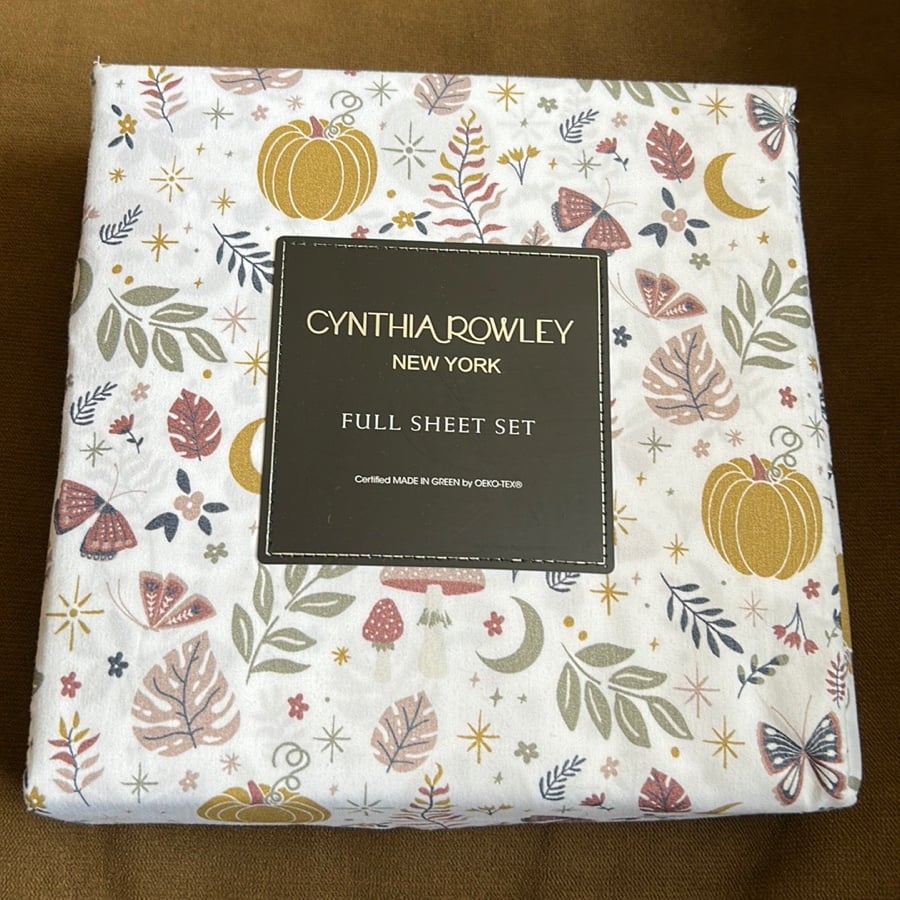 CYNTHIA ROWLEY
NEW YORK
FULL SHEET SET
Certified MADE IN GREEN by OEKO-TEX®